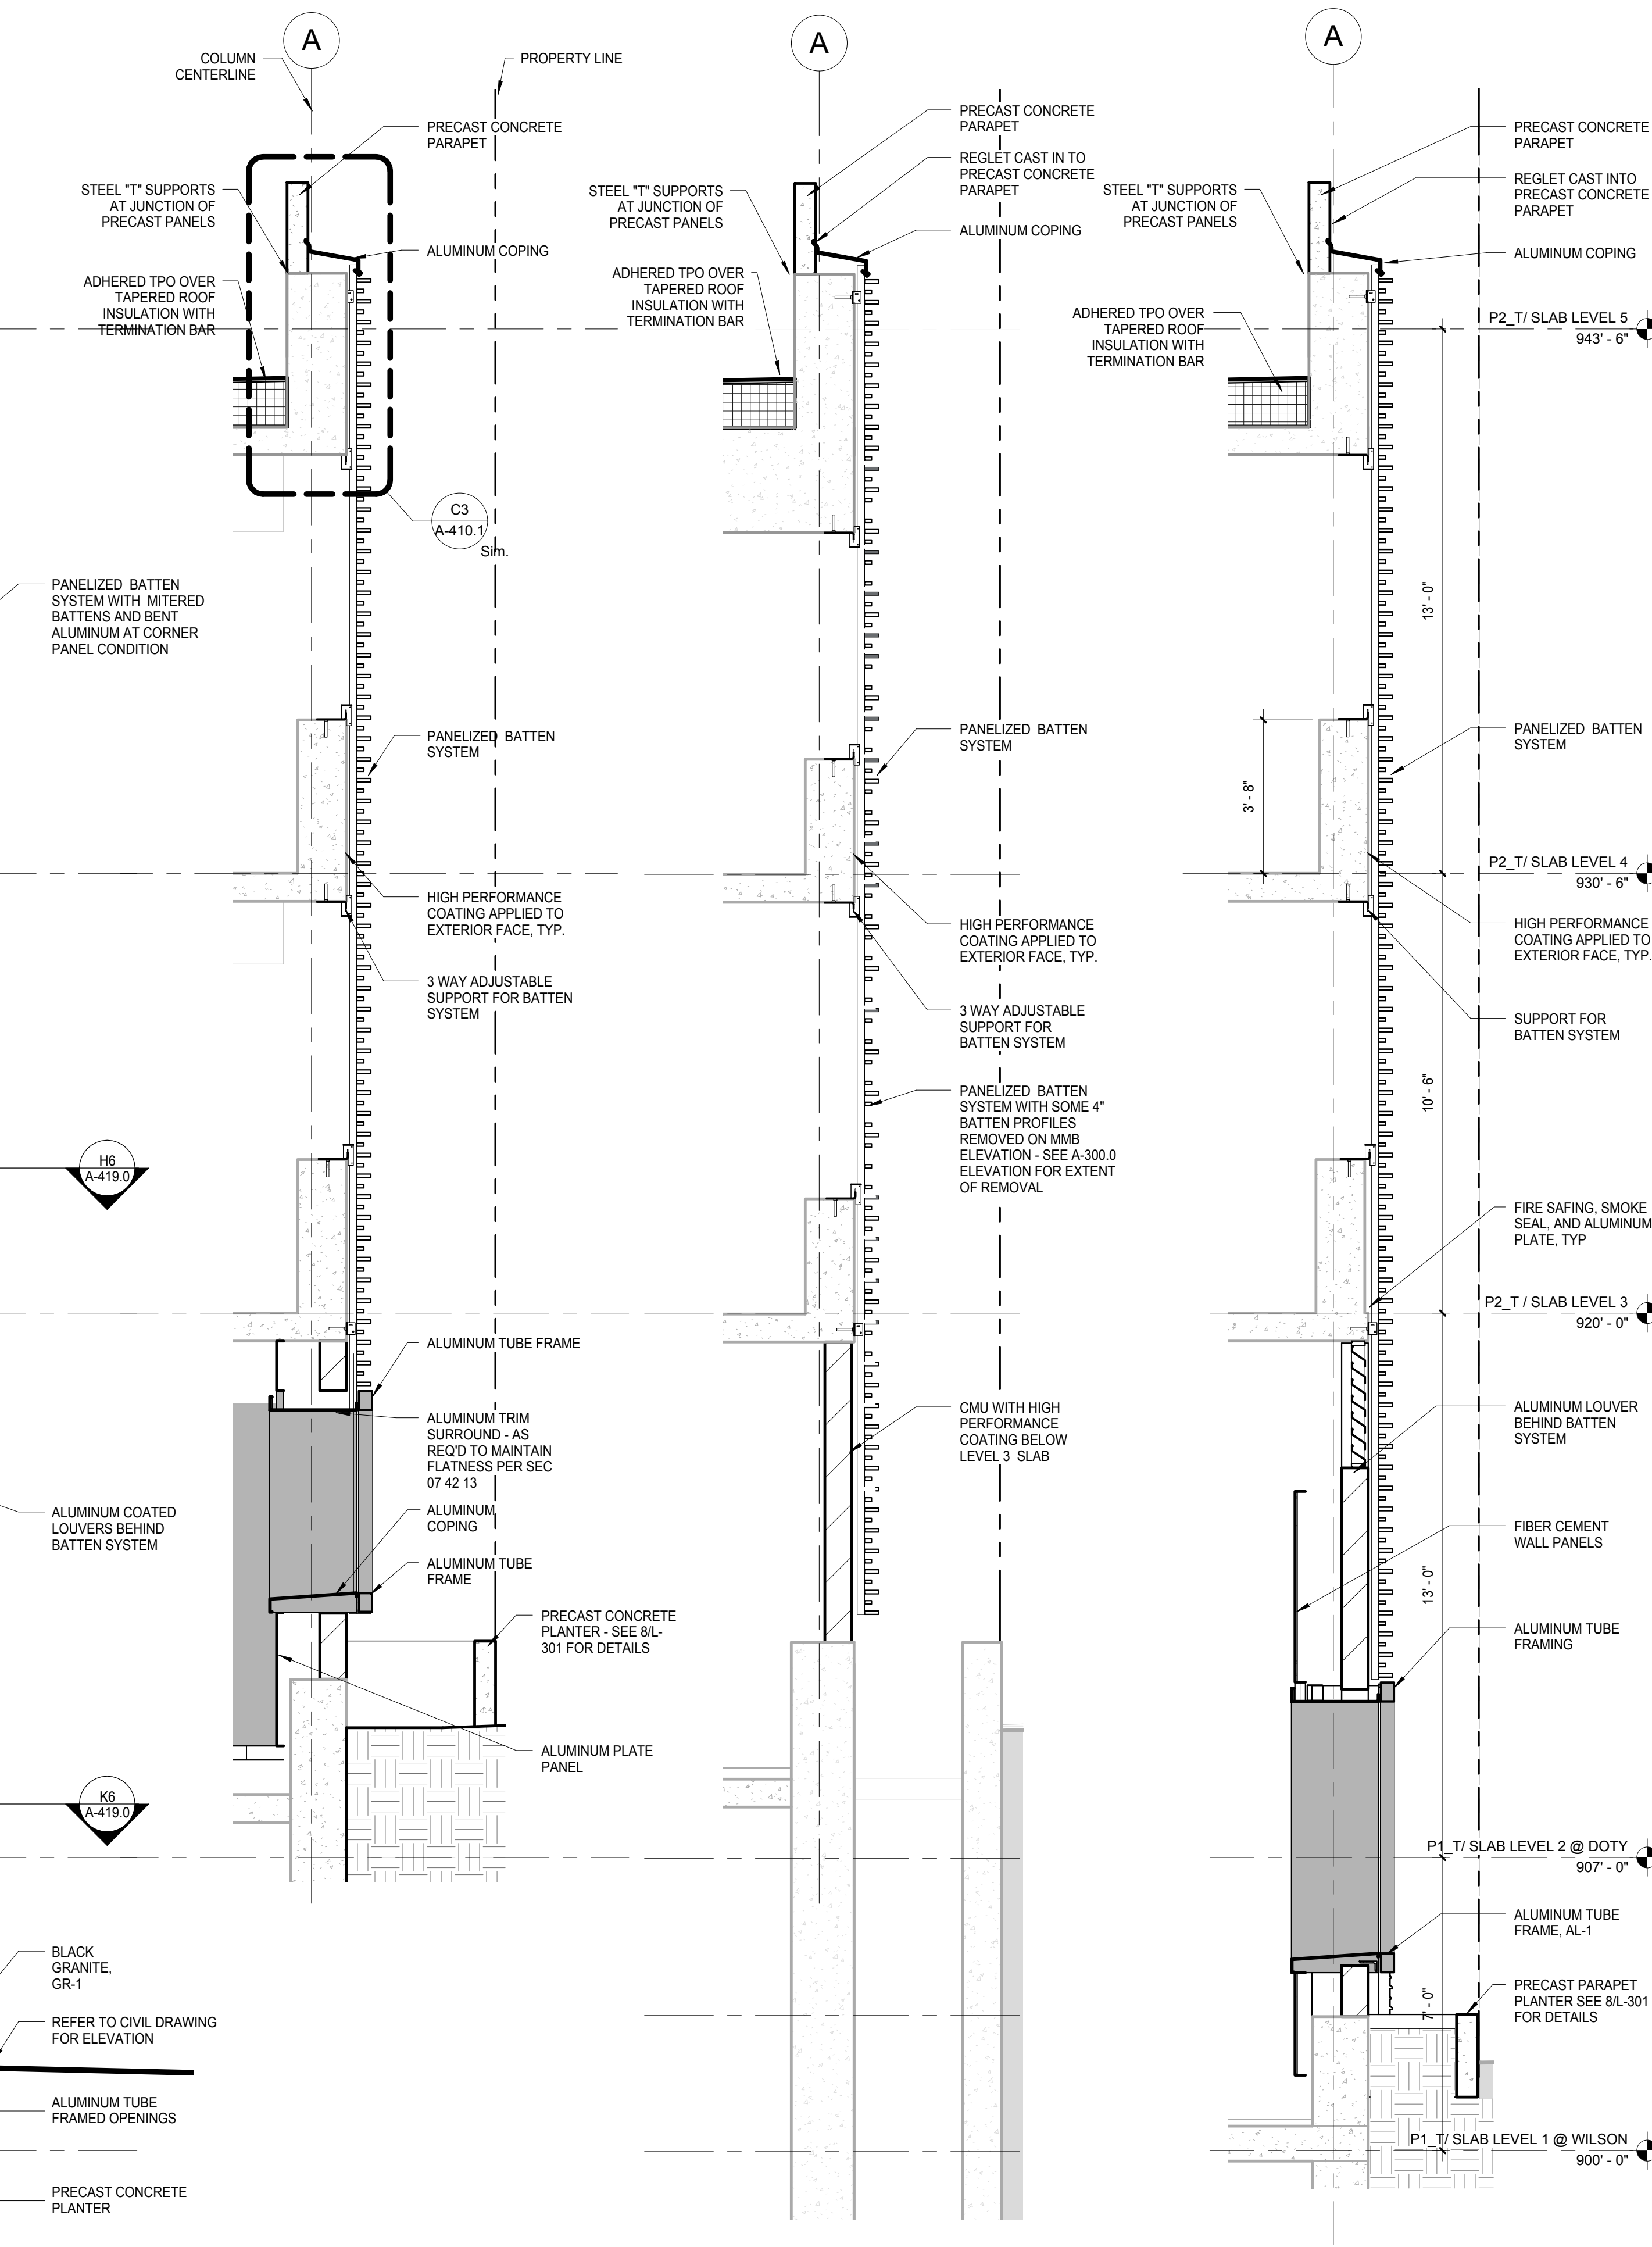 A
A
A
COLUMN
CENTERLINE
PROPERTY LINE
PRECAST CONCRETE
PARAPET
STEEL "T" SUPPORTS
AT JUNCTION OF
PRECAST PANELS
ALUMINUM COPING
ADHERED TPO OVER
TAPERED ROOF
INSULATION WITH
TERMINATION BAR
C3
A-410.1
Sim.
PANELIZED BATTEN
SYSTEM WITH MITERED
BATTENS AND BENT
ALUMINUM AT CORNER
PANEL CONDITION
PANELIZED BATTEN
SYSTEM
HIGH PERFORMANCE
COATING APPLIED TO
EXTERIOR FACE, TYP.
3 WAY ADJUSTABLE
SUPPORT FOR BATTEN
SYSTEM
H6
A-419.0
ALUMINUM TUBE FRAME
ALUMINUM TRIM
SURROUND - AS
REQ'D TO MAINTAIN
FLATNESS PER SEC
07 42 13
ALUMINUM
COPING
ALUMINUM COATED
LOUVERS BEHIND
BATTEN SYSTEM
ALUMINUM TUBE
FRAME
PRECAST CONCRETE
PLANTER - SEE 8/L-
301 FOR DETAILS
ALUMINUM PLATE
PANEL
K6
A-419.0
BLACK
GRANITE,
GR-1
REFER TO CIVIL DRAWING
FOR ELEVATION
ALUMINUM TUBE
FRAMED OPENINGS
PRECAST CONCRETE
PLANTER
PRECAST CONCRETE
PARAPET
REGLET CAST IN TO
PRECAST CONCRETE
PARAPET
STEEL "T" SUPPORTS
AT JUNCTION OF
PRECAST PANELS
ALUMINUM COPING
ADHERED TPO OVER
TAPERED ROOF
INSULATION WITH
TERMINATION BAR
PANELIZED BATTEN
SYSTEM
HIGH PERFORMANCE
COATING APPLIED TO
EXTERIOR FACE, TYP.
3 WAY ADJUSTABLE
SUPPORT FOR
BATTEN SYSTEM
PANELIZED BATTEN
SYSTEM WITH SOME 4"
BATTEN PROFILES
REMOVED ON MMB
ELEVATION - SEE A-300.0
ELEVATION FOR EXTENT
OF REMOVAL
CMU WITH HIGH
PERFORMANCE
COATING BELOW
LEVEL 3 SLAB
PRECAST CONCRETE
PARAPET
STEEL "T" SUPPORTS
AT JUNCTION OF
PRECAST PANELS
REGLET CAST INTO
PRECAST CONCRETE
PARAPET
ALUMINUM COPING
ADHERED TPO OVER
TAPERED ROOF
INSULATION WITH
TERMINATION BAR
P2_T/ SLAB LEVEL 5
943' - 6"
13' - 0"
PANELIZED BATTEN
SYSTEM
3' - 8"
P2_T/ SLAB LEVEL 4
930' - 6"
HIGH PERFORMANCE
COATING APPLIED TO
EXTERIOR FACE, TYP.
SUPPORT FOR
BATTEN SYSTEM
10' - 6"
FIRE SAFING, SMOKE
SEAL, AND ALUMINUM
PLATE, TYP
P2_T / SLAB LEVEL 3
920' - 0"
ALUMINUM LOUVER
BEHIND BATTEN
SYSTEM
FIBER CEMENT
WALL PANELS
13' - 0"
ALUMINUM TUBE
FRAMING
P1_T/ SLAB LEVEL 2 @ DOTY
907' - 0"
ALUMINUM TUBE
FRAME, AL-1
7' - 0"
PRECAST PARAPET
PLANTER SEE 8/L-301
FOR DETAILS
P1_T/ SLAB LEVEL 1 @ WILSON
900' - 0"